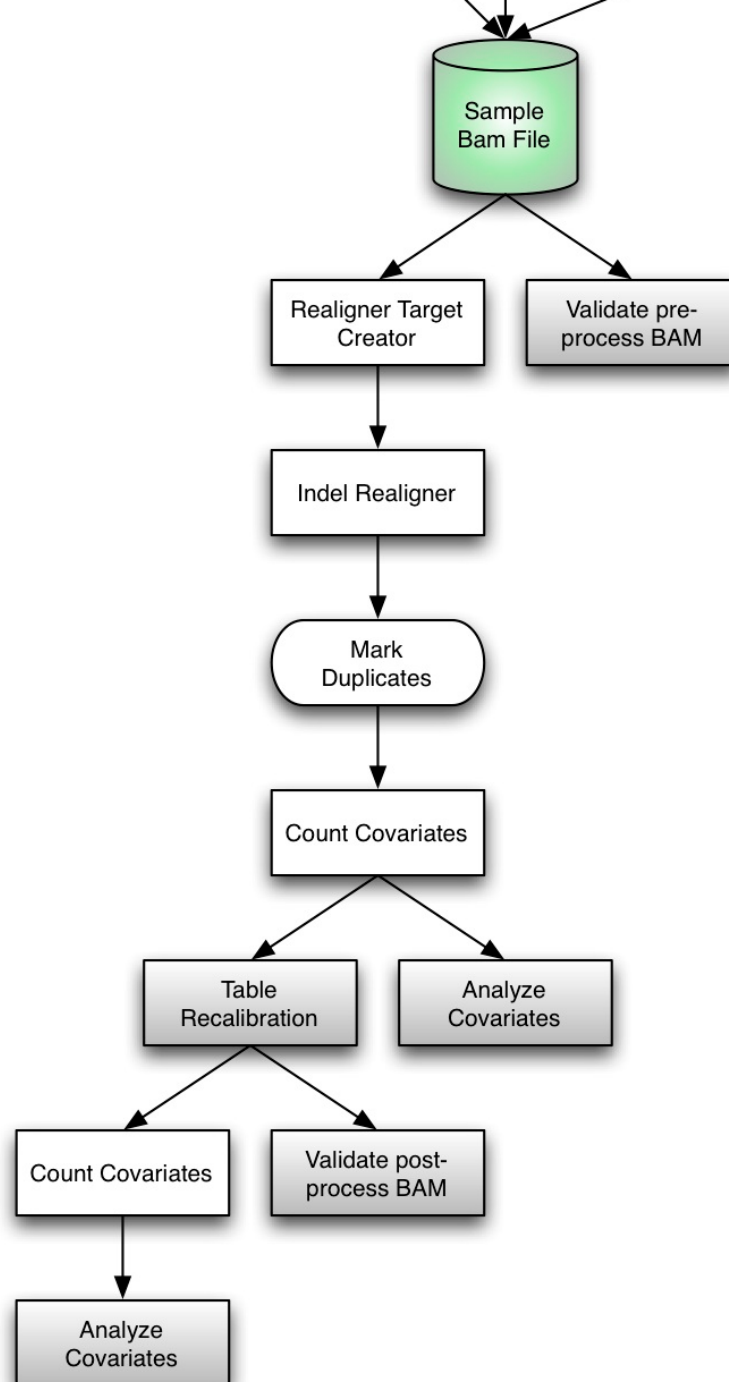 Sample
Bam File
Realigner Target
Creator
Validate pre-
process BAM
Indel Realigner
Mark
Duplicates
Count Covariates
Table
Recalibration
Analyze
Covariates
Count Covariates
Validate post-
process BAM
Analyze
Covariates